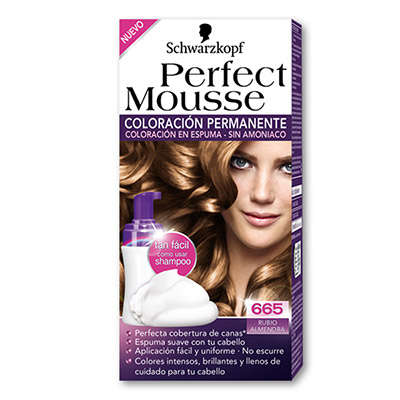 NUEVO
Schwarzkopf
Perfect
Mousse
COLORACIÓN PERMANENTE
COLORACIÓN EN ESPUMA - SIN AMONIACO
tan fácil
como usar
shampoo
665
RUBIO
ALMENDRA
• Perfecta cobertura de canas*
• Espuma suave con tu cabello
• Aplicación fácil y uniforme - No escurre
• Colores intensos, brillantes y llenos de
cuidado para tu cabello